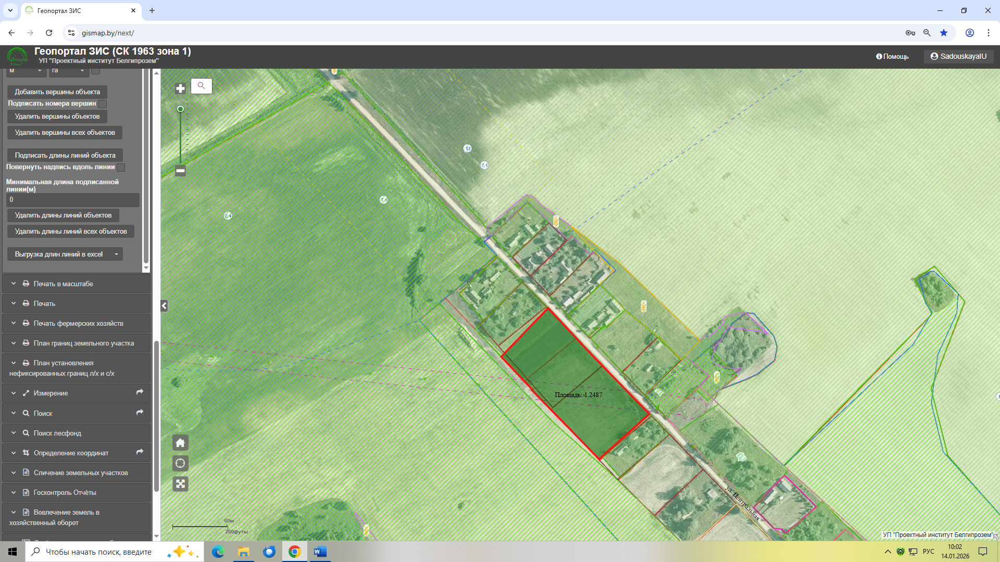 Геопортал ЗИС
gismap.by/next/
Геопортал ЗИС (СК 1963 зона 1)
УП "Проектный институт Белгипрозем"
Помощь
SadouskayaIU
м
га
Добавить вершины объекта
Подписать номера вершин
Удалить вершины объектов
Удалить вершины всех объектов
Подписать длины линий объекта
Повернуть надпись вдоль линии
Минимальная длина подписанной
линии(м)
0
Удалить длины линий объектов
Удалить длины линий всех объектов
Выгрузка длин линий в excel
Печать в масштабе
Печать
Печать фермерских хозяйств
План границ земельного участка
План установления
нефиксированных границ л/х и с/х
Измерение
Поиск
Поиск лесфонд
Определение координат
Сличение земельных участков
Госконтроль Отчёты
Вовлечение земель в
хозяйственный оборот
12
7.1
7.1
2.4
Площадь: 1.2487
ул. Центральная
60м
200футы
УП "Проектный институт Белгипрозем"
Чтобы начать поиск, введите
РУС
10:02
14.01.2026